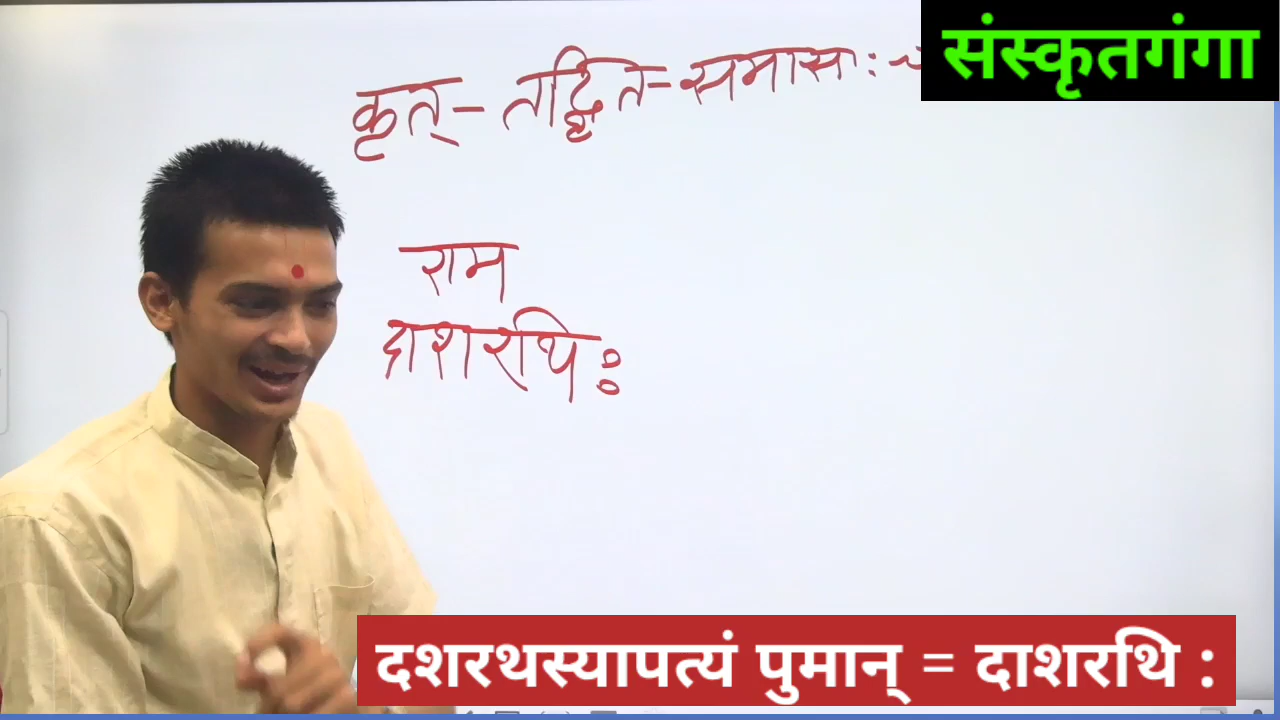 संस्कृतगंगा
कृत्-तद्धित-समासाः
राम
दाशरथिः
दशरथस्यापत्यं पुमान् = दाशरथि :